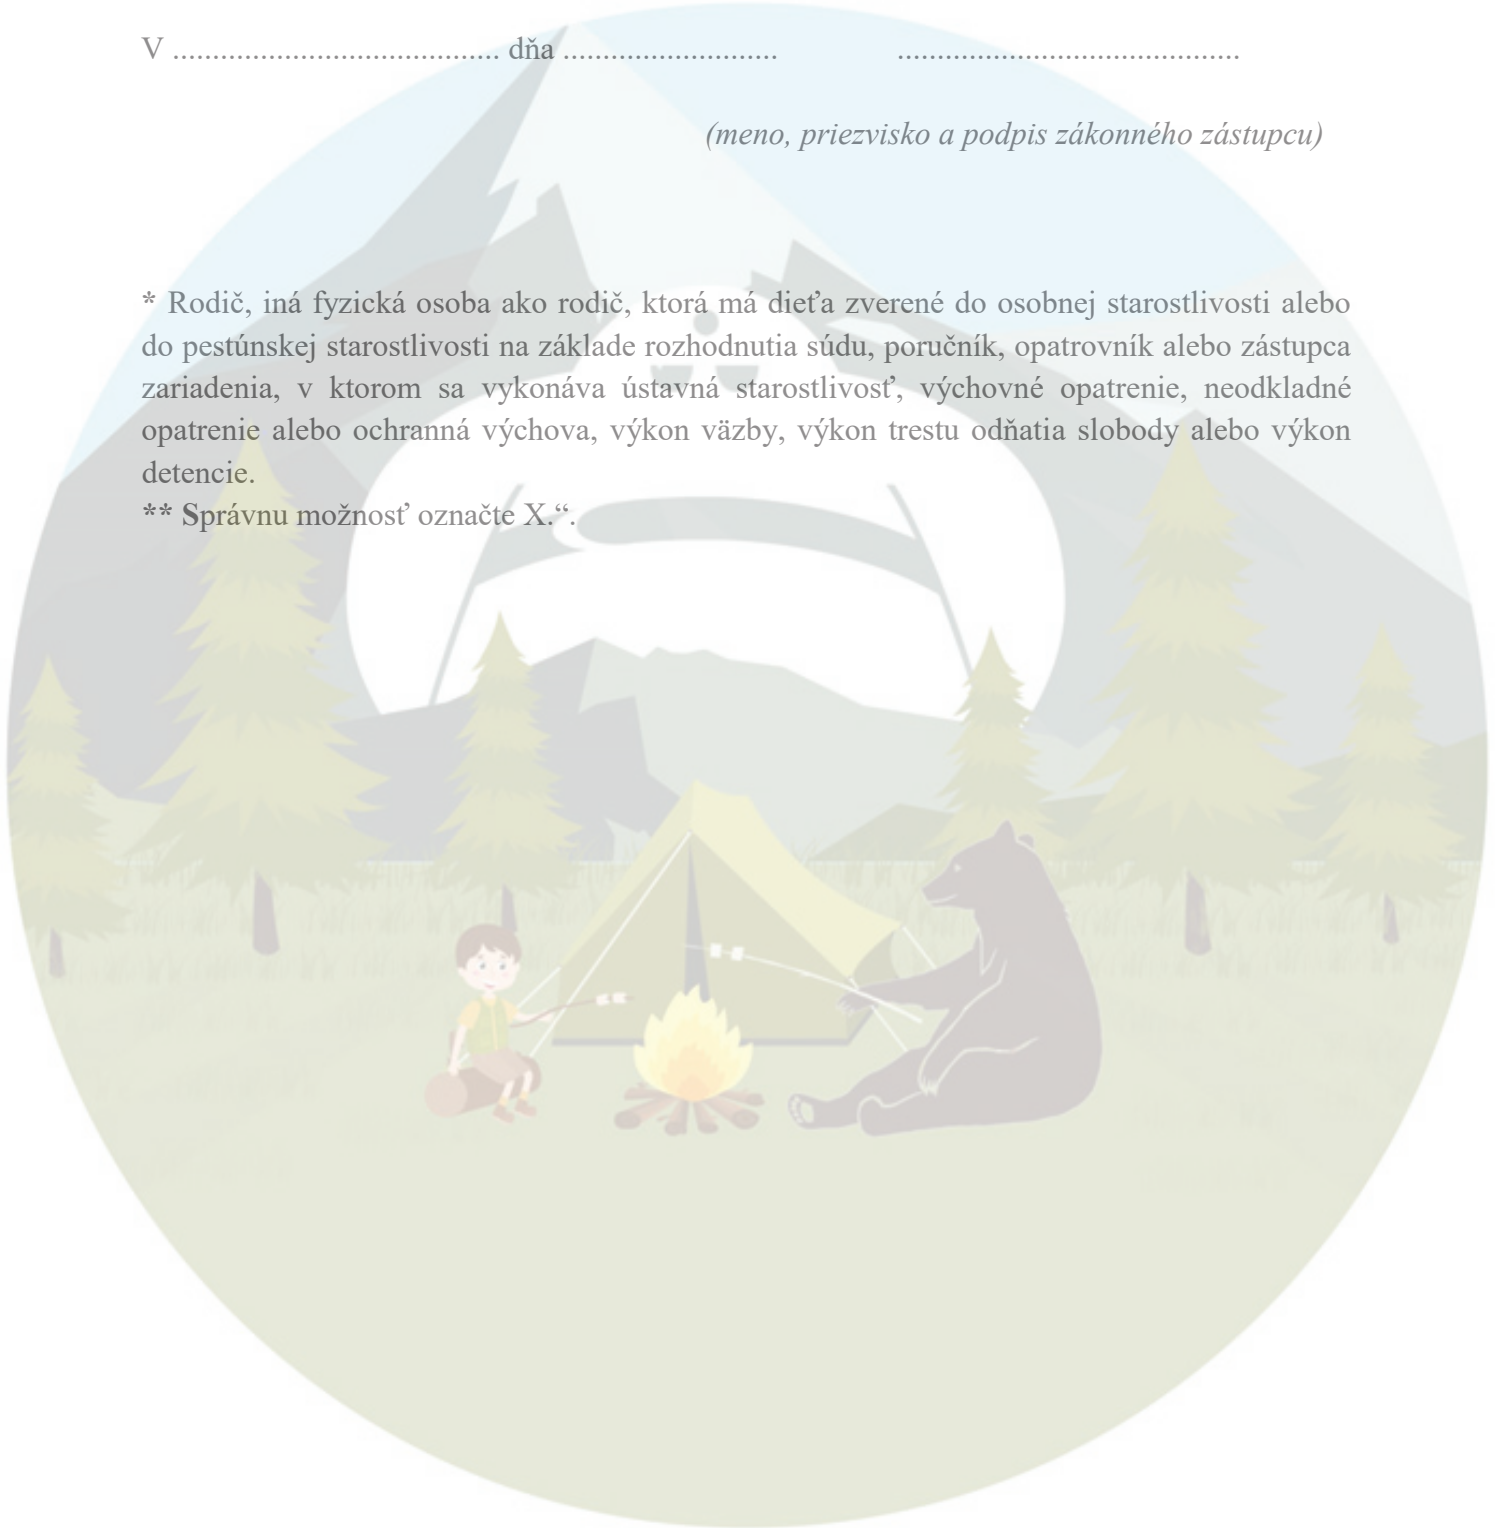 V ......................................... dňa ........................... ...........................................
(meno, priezvisko a podpis zákonného zástupcu)
* Rodič, iná fyzická osoba ako rodič, ktorá má dieťa zverené do osobnej starostlivosti alebo
do pestúnskej starostlivosti na základe rozhodnutia súdu, poručník, opatrovník alebo zástupca
zariadenia, v ktorom sa vykonáva ústavná starostlivosť, výchovné opatrenie, neodkladné
opatrenie alebo ochranná výchova, výkon väzby, výkon trestu odňatia slobody alebo výkon
detencie.
** Správnu možnosť označte X.“.